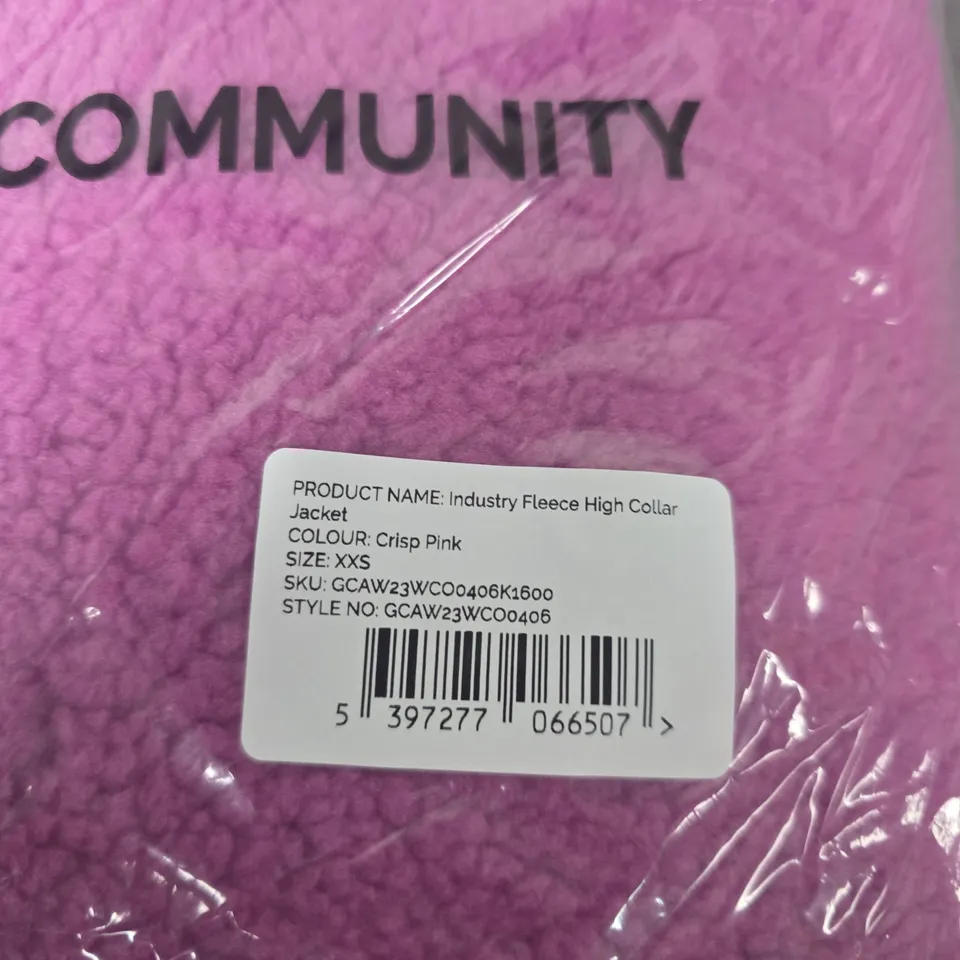 COMMUNITY
PRODUCT NAME: Industry Fleece High Collar
Jacket
COLOUR: Crisp Pink
SIZE: XXS
SKU: GCAW23WCO0406K1600
STYLE NO: GCAW23WCO0406
5 397277 066507 >